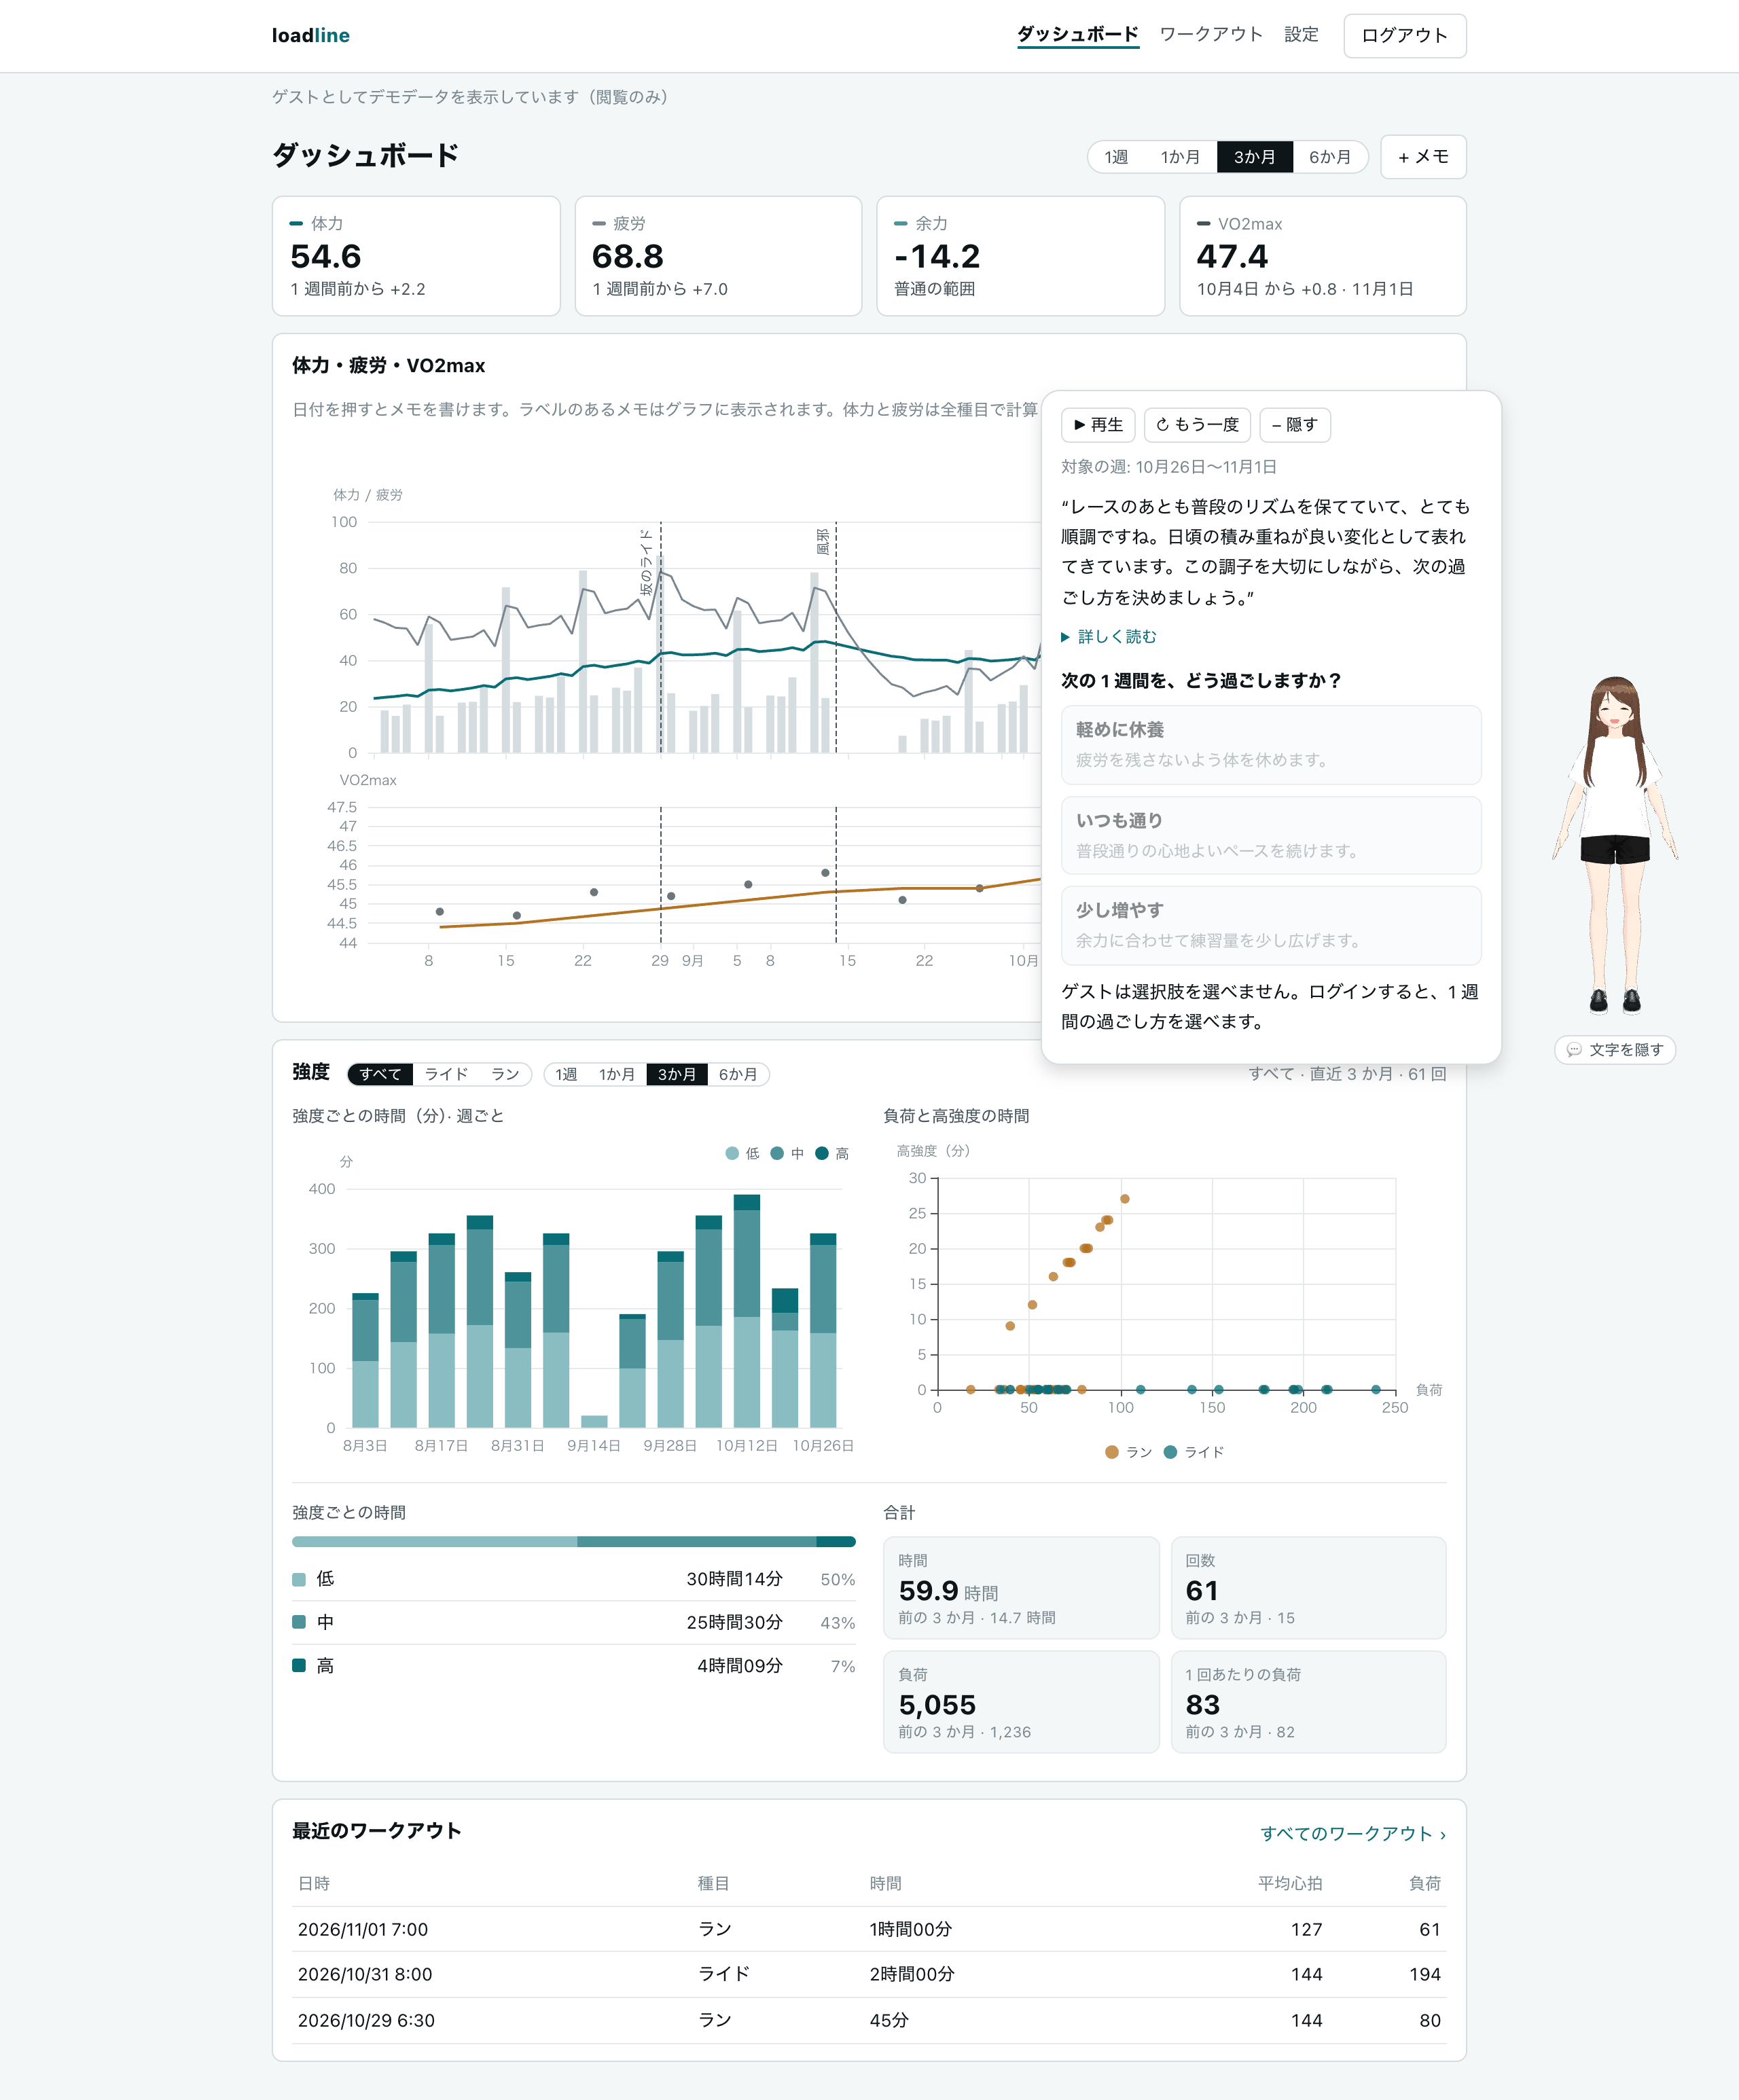 loadline
ダッシュボード ワークアウト 設定 ログアウト
ゲストとしてデモデータを表示しています（閲覧のみ）
ダッシュボード
1週 1か月 3か月 6か月 + メモ
体力
54.6
1 週間前から +2.2
疲労
68.8
1 週間前から +7.0
余力
-14.2
普通の範囲
VO2max
47.4
10月4日 から +0.8 · 11月1日
体力・疲労・VO2max
日付を押すとメモを書けます。ラベルのあるメモはグラフに表示されます。体力と疲労は全種目で計算
体力 / 疲労
100
80
60
40
20
0
坂のライド
風邪
VO2max
47.5
47
46.5
46
45.5
45
44.5
44
8 15 22 29 9月 5 8 15 22 10月
▶ 再生 もう一度 – 隠す
対象の週: 10月26日〜11月1日
“レースのあとも普段のリズムを保てていて、とても
順調ですね。日頃の積み重ねが良い変化として表れ
てきています。この調子を大切にしながら、次の過
ごし方を決めましょう。”
▶ 詳しく読む
次の 1 週間を、どう過ごしますか？
軽めに休養
疲労を残さないよう体を休めます。
いつも通り
普段通りの心地よいペースを続けます。
少し増やす
余力に合わせて練習量を少し広げます。
ゲストは選択肢を選べません。ログインすると、1 週
間の過ごし方を選べます。
文字を隠す
強度 すべて ライド ラン 1週 1か月 3か月 6か月
すべて · 直近 3 か月 · 61 回
強度ごとの時間（分）· 週ごと
分
低 中 高
400
300
200
100
0
8月3日 8月17日 8月31日 9月14日 9月28日 10月12日 10月26日
負荷と高強度の時間
高強度（分）
30
25
20
15
10
5
0
0 50 100 150 200 250
負荷
ラン ライド
強度ごとの時間
低 30時間14分 50%
中 25時間30分 43%
高 4時間09分 7%
合計
時間
59.9 時間
前の 3 か月 · 14.7 時間
回数
61
前の 3 か月 · 15
負荷
5,055
前の 3 か月 · 1,236
1 回あたりの負荷
83
前の 3 か月 · 82
最近のワークアウト
すべてのワークアウト ›
日時 種目 時間 平均心拍 負荷
2026/11/01 7:00 ラン 1時間00分 127 61
2026/10/31 8:00 ライド 2時間00分 144 194
2026/10/29 6:30 ラン 45分 144 80